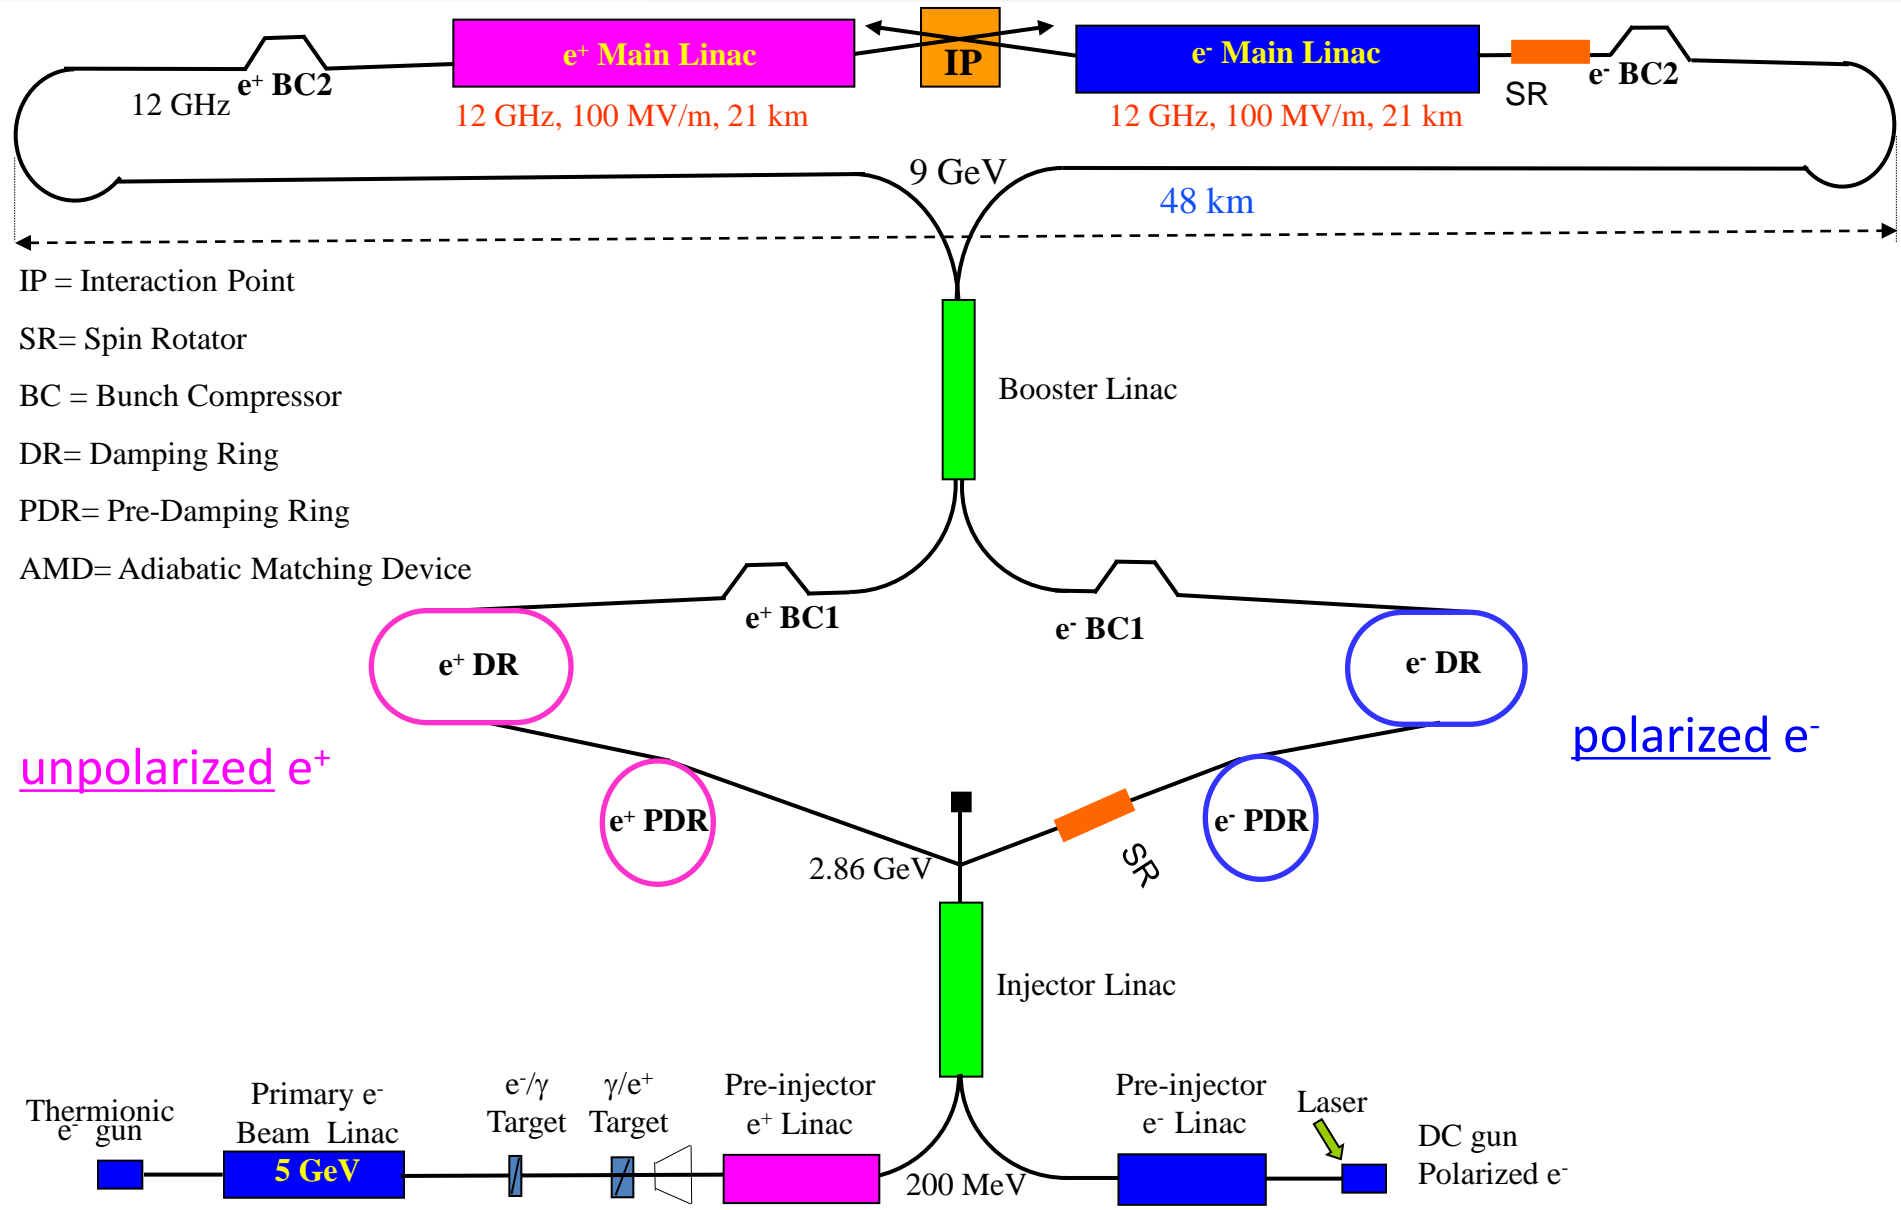 e⁺ Main Linac
IP
e⁻ Main Linac
e⁺ BC2
12 GHz
12 GHz, 100 MV/m, 21 km
12 GHz, 100 MV/m, 21 km
SR
e⁻ BC2
9 GeV
48 km
IP = Interaction Point
SR= Spin Rotator
BC = Bunch Compressor
DR= Damping Ring
PDR= Pre-Damping Ring
AMD= Adiabatic Matching Device
Booster Linac
e⁺ BC1
e⁻ BC1
e⁺ DR
e⁻ DR
unpolarized e⁺
polarized e⁻
e⁺ PDR
e⁻ PDR
2.86 GeV
SR
Injector Linac
Thermionic
e⁻ gun
Primary e⁻
Beam Linac
5 GeV
e⁻/γ
Target
γ/e⁺
Target
Pre-injector
e⁺ Linac
200 MeV
Pre-injector
e⁻ Linac
Laser
DC gun
Polarized e⁻